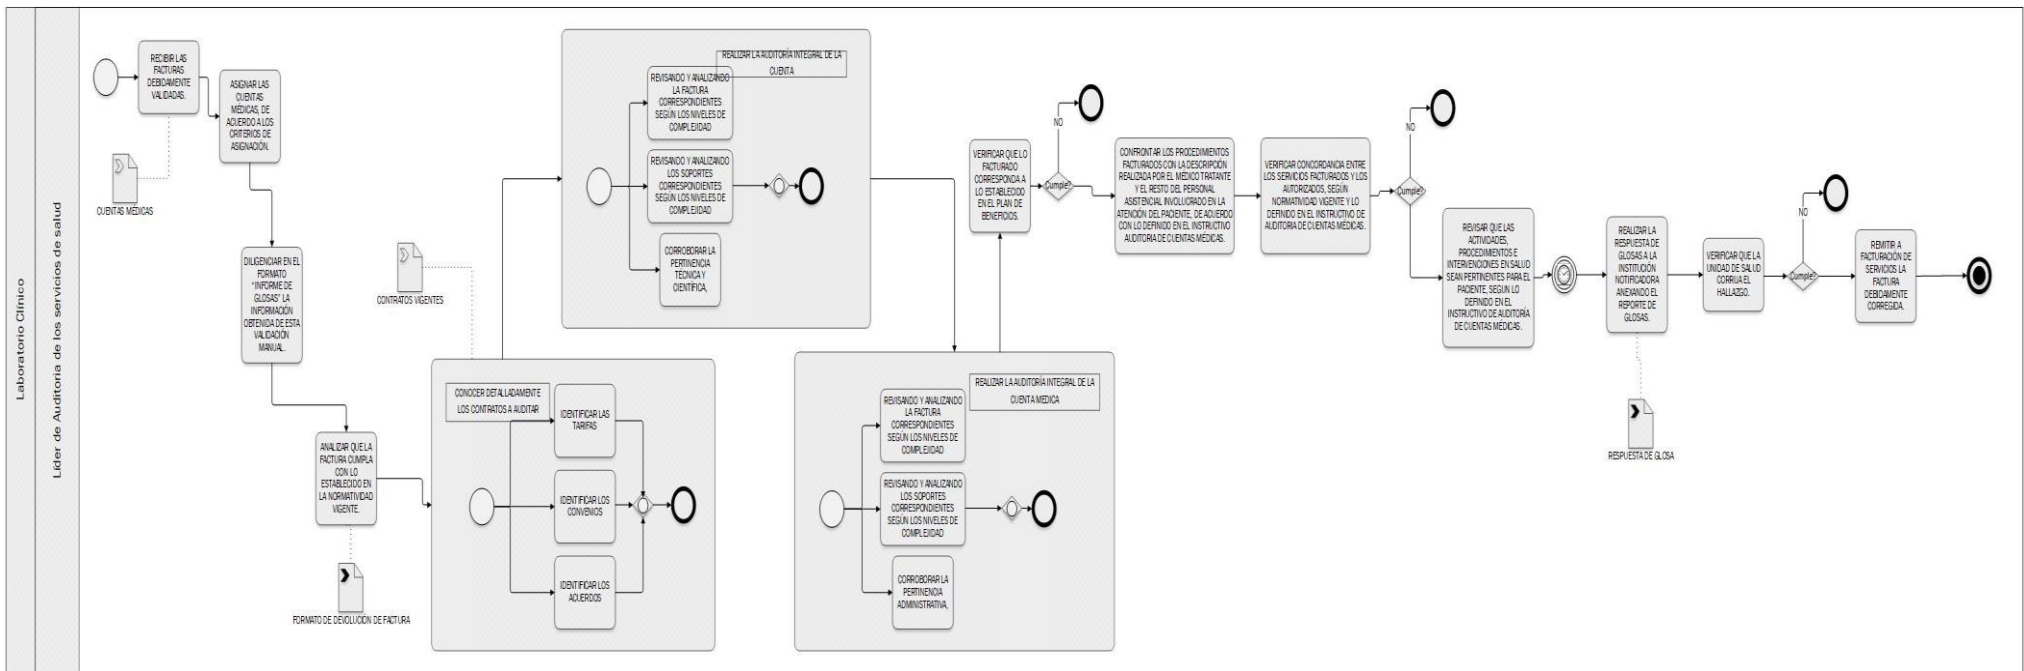 Laboratorio Clínico
Líder de Auditoria de los servicios de salud
RECIBIR LAS
FACTURAS
DEBIDAMENTE
VALIDADAS.
CUENTAS MÉDICAS
ASIGNAR LAS
CUENTAS
MÉDICAS, DE
ACUERDO A LOS
CRITERIOS DE
ASIGNACIÓN.
DILIGENCIAR EN EL
FORMATO
"INFORME DE
GLOSAS" LA
INFORMACIÓN
OBTENIDA DE ESTA
VALIDACIÓN
MANUAL.
ANALIZAR QUE LA
FACTURA CUMPLA
CON LO
ESTABLECIDO EN
LA NORMATIVIDAD
VIGENTE.
FORMATO DE DEVOLUCIÓN DE FACTURA
CONTRATOS VIGENTES
CONOCER DETALLADAMENTE
LOS CONTRATOS A AUDITAR
IDENTIFICAR LAS
TARIFAS
IDENTIFICAR LOS
CONVENIOS
IDENTIFICAR LOS
ACUERDOS
REALIZAR LA AUDITORÍA INTEGRAL DE LA
CUENTA
REVISANDO Y ANALIZANDO
LA FACTURA
CORRESPONDIENTES
SEGÚN LOS NIVELES DE
COMPLEJIDAD
REVISANDO Y ANALIZANDO
LOS SOPORTES
CORRESPONDIENTES
SEGÚN LOS NIVELES DE
COMPLEJIDAD
CORROBORAR LA
PERTINENCIA
TÉCNICA Y
CIENTÍFICA,
REALIZAR LA AUDITORÍA INTEGRAL DE LA
CUENTA MEDICA
REVISANDO Y ANALIZANDO
LA FACTURA
CORRESPONDIENTES
SEGÚN LOS NIVELES DE
COMPLEJIDAD
REVISANDO Y ANALIZANDO
LOS SOPORTES
CORRESPONDIENTES
SEGÚN LOS NIVELES DE
COMPLEJIDAD
CORROBORAR LA
PERTINENCIA
ADMINISTRATIVA,
VERIFICAR QUE LO
FACTURADO
CORRESPONDA A
LO ESTABLECIDO
EN EL PLAN DE
BENEFICIOS.
Cumple?
NO
CONFRONTAR LOS PROCEDIMIENTOS
FACTURADOS CON LA DESCRIPCIÓN
REALIZADA POR EL MÉDICO TRATANTE
Y EL RESTO DEL PERSONAL
ASISTENCIAL INVOLUCRADO EN LA
ATENCIÓN DEL PACIENTE, DE ACUERDO
CON LO DEFINIDO EN EL INSTRUCTIVO
AUDITORIA DE CUENTAS MÉDICAS.
VERIFICAR CONCORDANCIA ENTRE
LOS SERVICIOS FACTURADOS Y LOS
AUTORIZADOS, SEGÚN
NORMATIVIDAD VIGENTE Y LO
DEFINIDO EN EL INSTRUCTIVO DE
AUDITORIA DE CUENTAS MÉDICAS.
Cumple?
NO
REVISAR QUE LAS
ACTIVIDADES,
PROCEDIMIENTOS E
INTERVENCIONES EN SALUD
SEAN PERTINENTES PARA EL
PACIENTE, SEGÚN LO
DEFINIDO EN EL
INSTRUCTIVO DE AUDITORÍA
DE CUENTAS MÉDICAS.
REALIZAR LA
RESPUESTA DE
GLOSAS A LA
INSTITUCIÓN
NOTIFICADORA
ANEXANDO EL
REPORTE DE
GLOSAS.
RESPUESTA DE GLOSA
VERIFICAR QUE LA
UNIDAD DE SALUD
CORRIJA EL
HALLAZGO.
Cumple?
NO
REMITIR A
FACTURACIÓN DE
SERVICIOS LA
FACTURA
DEBIDAMENTE
CORREGIDA.